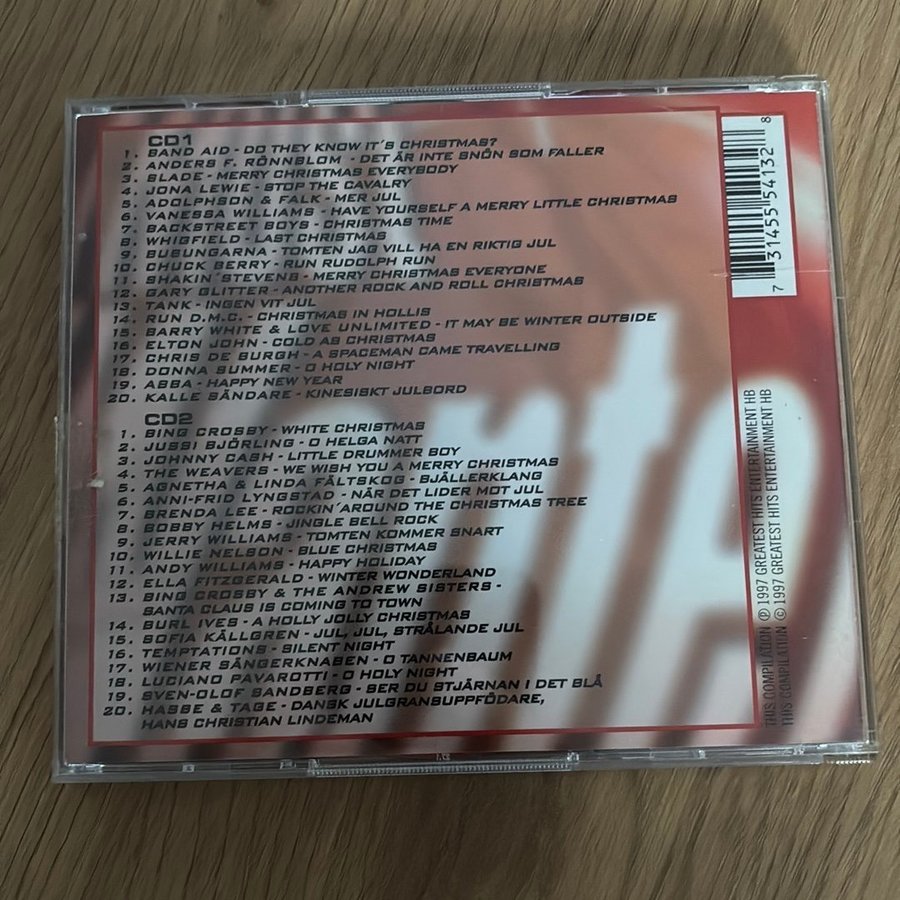 CD1
1. BAND AID - DO THEY KNOW IT'S CHRISTMAS?
2. ANDERS F. RÖNNBLOM - DET ÄR INTE SNÖN SOM FALLER
3. SLADE - MERRY CHRISTMAS EVERYBODY
4. JONA LEWIE - STOP THE CAVALRY
5. ADOLPHSON & FALK - MER JUL
6. VANESSA WILLIAMS - HAVE YOURSELF A MERRY LITTLE CHRISTMAS
7. BACKSTREET BOYS - CHRISTMAS TIME
8. WHIGFIELD - LAST CHRISTMAS
9. BUSUNGARNA - TOMTEN JAG VILL HA EN RIKTIG JUL
10. CHUCK BERRY - RUN RUDOLPH RUN
11. SHAKIN´STEVENS - MERRY CHRISTMAS EVERYONE
12. GARY GLITTER - ANOTHER ROCK AND ROLL CHRISTMAS
13. TANK - INGEN VIT JUL
14. RUN D.M.C. - CHRISTMAS IN HOLLIS
15. BARRY WHITE & LOVE UNLIMITED - IT MAY BE WINTER OUTSIDE
16. ELTON JOHN - COLD AS CHRISTMAS
17. CHRIS DE BURGH - A SPACEMAN CAME TRAVELLING
18. DONNA SUMMER - O HOLY NIGHT
19. ABBA - HAPPY NEW YEAR
20. KALLE SÄNDARE - KINESISKT JULBORD
CD2
1. BING CROSBY - WHITE CHRISTMAS
2. JUSSI BJÖRLING - O HELGA NATT
3. JOHNNY CASH - LITTLE DRUMMER BOY
4. THE WEAVERS - WE WISH YOU A MERRY CHRISTMAS
5. AGNETHA & LINDA FÄLTSKOG - BJÄLLERKLANG
6. ANNI-FRID LYNGSTAD - NÄR DET LIDER MOT JUL
7. BRENDA LEE - ROCKIN´AROUND THE CHRISTMAS TREE
8. BOBBY HELMS - JINGLE BELL ROCK
9. JERRY WILLIAMS - TOMTEN KOMMER SNART
10. WILLIE NELSON - BLUE CHRISTMAS
11. ANDY WILLIAMS - HAPPY HOLIDAY
12. ELLA FITZGERALD - WINTER WONDERLAND
13. BING CROSBY & THE ANDREW SISTERS -
SANTA CLAUS IS COMING TO TOWN
14. BURL IVES - A HOLLY JOLLY CHRISTMAS
15. SOFIA KÄLLGREN - JUL, JUL, STRÅLANDE JUL
16. TEMPTATIONS - SILENT NIGHT
17. WIENER SÄNGERKNABEN - O TANNENBAUM
18. LUCIANO PAVAROTTI - O HOLY NIGHT
19. SVEN-OLOF SANDBERG - SER DU STJÄRNAN I DET BLÅ
20. HASSE & TAGE - DANSK JULGRANSUPPFÖDARE,
HANS CHRISTIAN LINDEMAN
7 31455 54132 8
THIS COMPILATION ℗ 1997 GREATEST HITS ENTERTAINMENT HB
THIS COMPILATION © 1997 GREATEST HITS ENTERTAINMENT HB